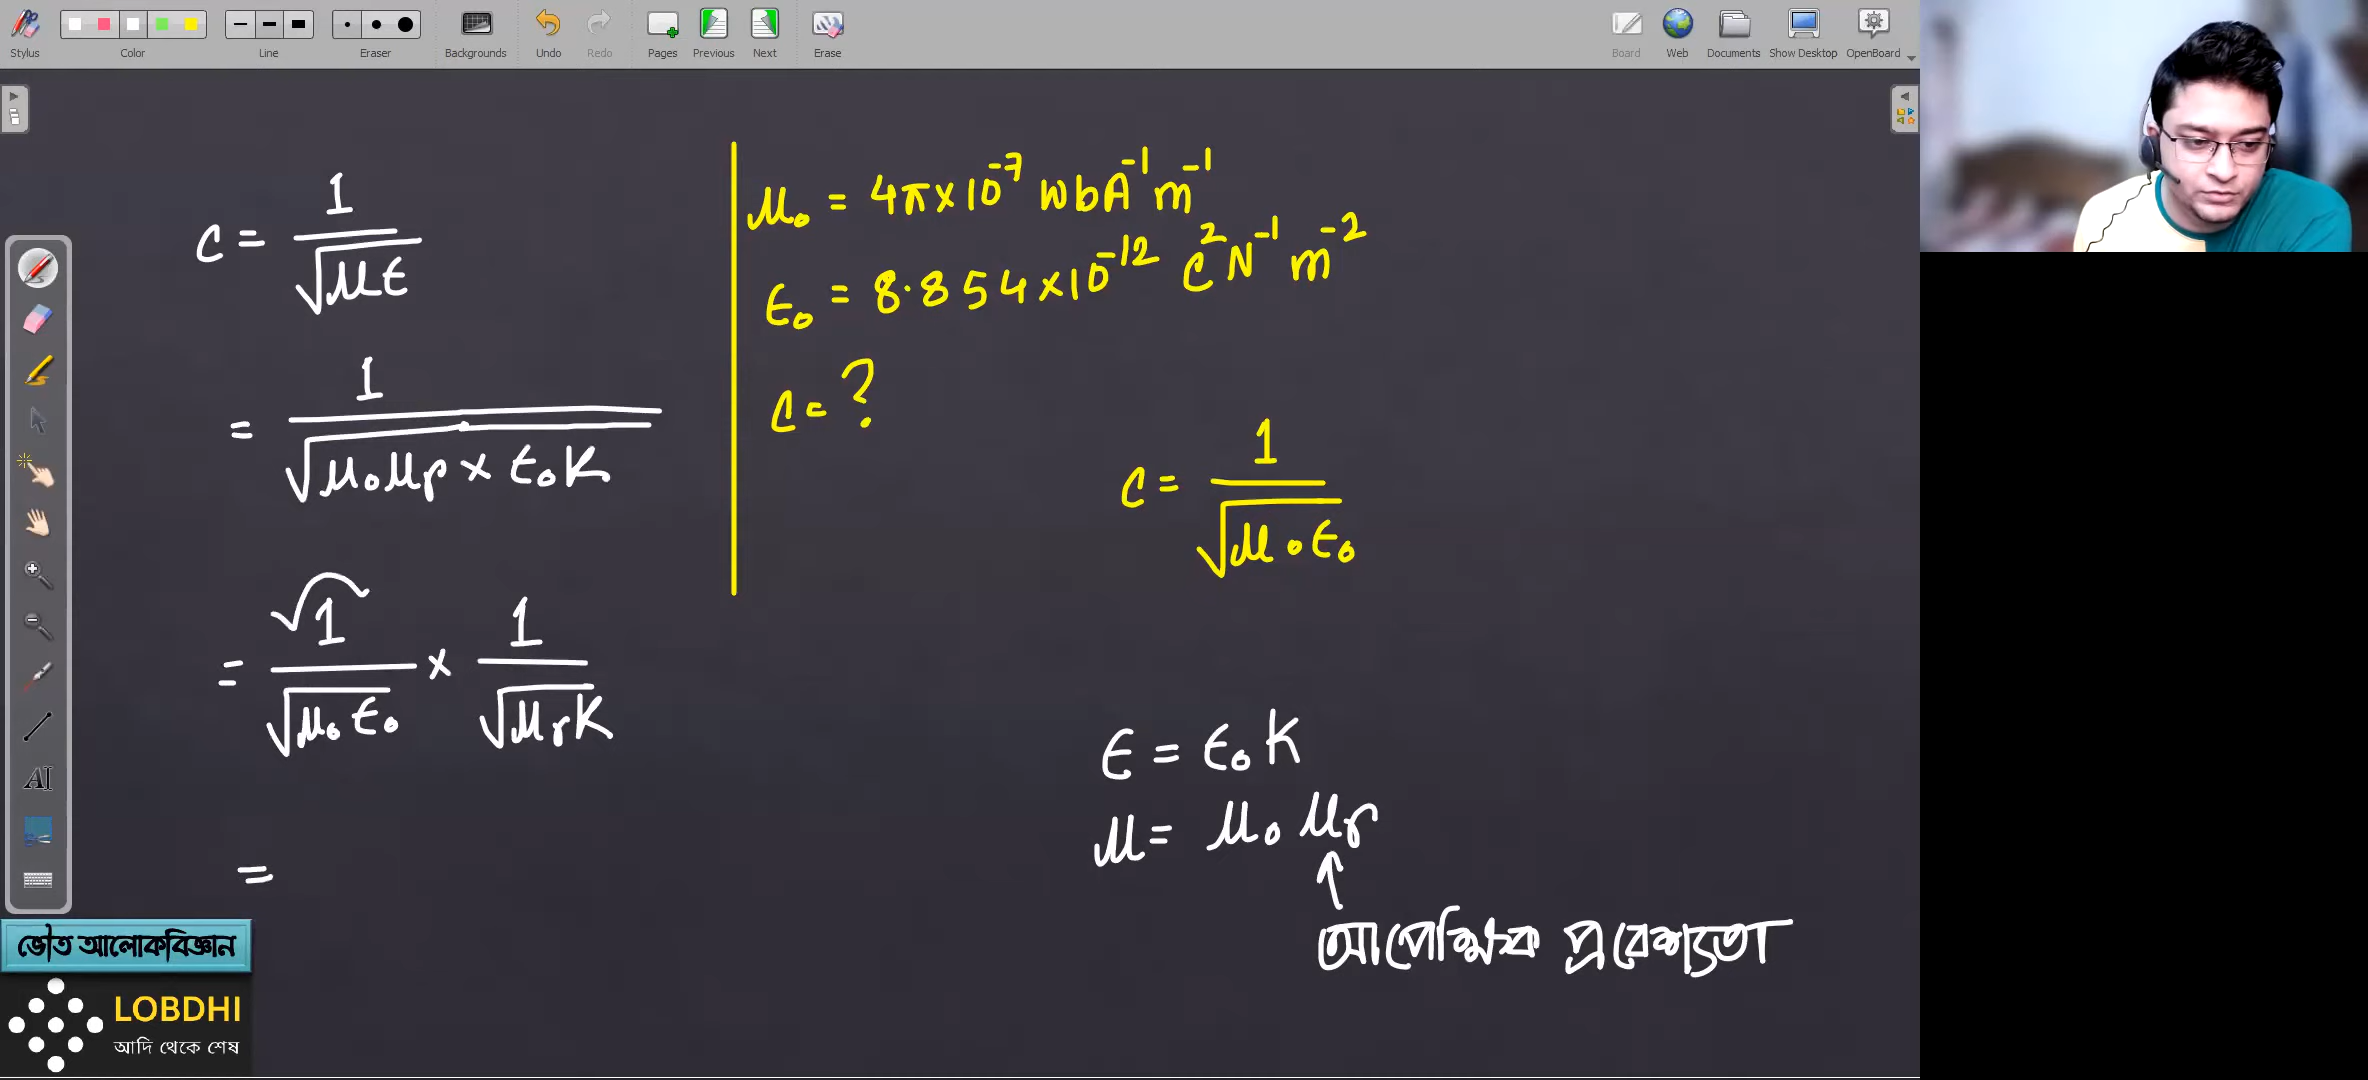 Stylus
Color
Line
Eraser
Backgrounds
Undo
Redo
Pages
Previous
Next
Erase
Board
Web
Documents
Show Desktop
OpenBoard
c = 1/√με
= 1/√μ₀μᵣ × ε₀K
= 1/√μ₀ε₀ × 1/√μᵣK
=
μ₀ = 4π×10⁻⁷ wbA⁻¹m⁻¹
ε₀ = 8.854×10⁻¹² C²N⁻¹m⁻²
c = ?
c = 1/√μ₀ε₀
ε = ε₀K
μ = μ₀μᵣ
আপেক্ষিক প্রবেশ্যতা
AI
ভৌত আলোকবিজ্ঞান
LOBDHI
আদি থেকে শেষ